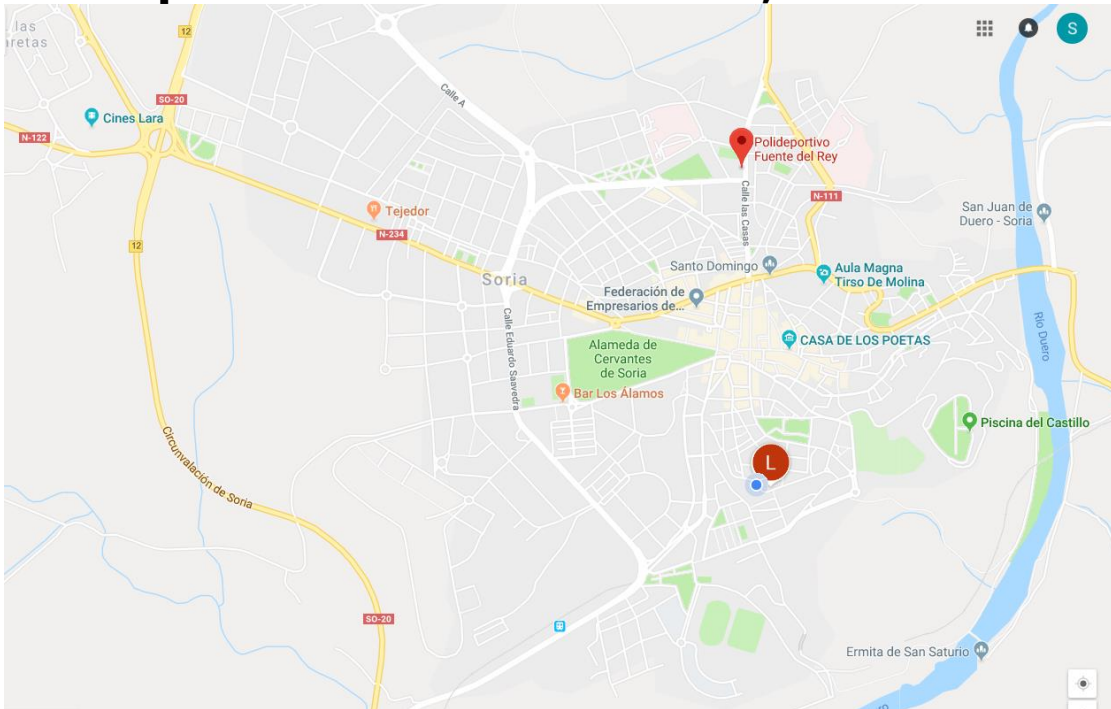 las
aretas
12
S
SO-20
Calle A
Cines Lara
N-122
Polideportivo
Fuente del Rey
Calle las Casas
N-111
Tejedor
San Juan de
Duero - Soria
N-234
12
Santo Domingo
Aula Magna
Tirso De Molina
Soria
Federación de
Empresarios de...
Río Duero
Calle Eduardo Saavedra
CASA DE LOS POETAS
Alameda de
Cervantes
de Soria
Bar Los Álamos
Piscina del Castillo
Circunvalación de Soria
L
SO-20
Ermita de San Saturio